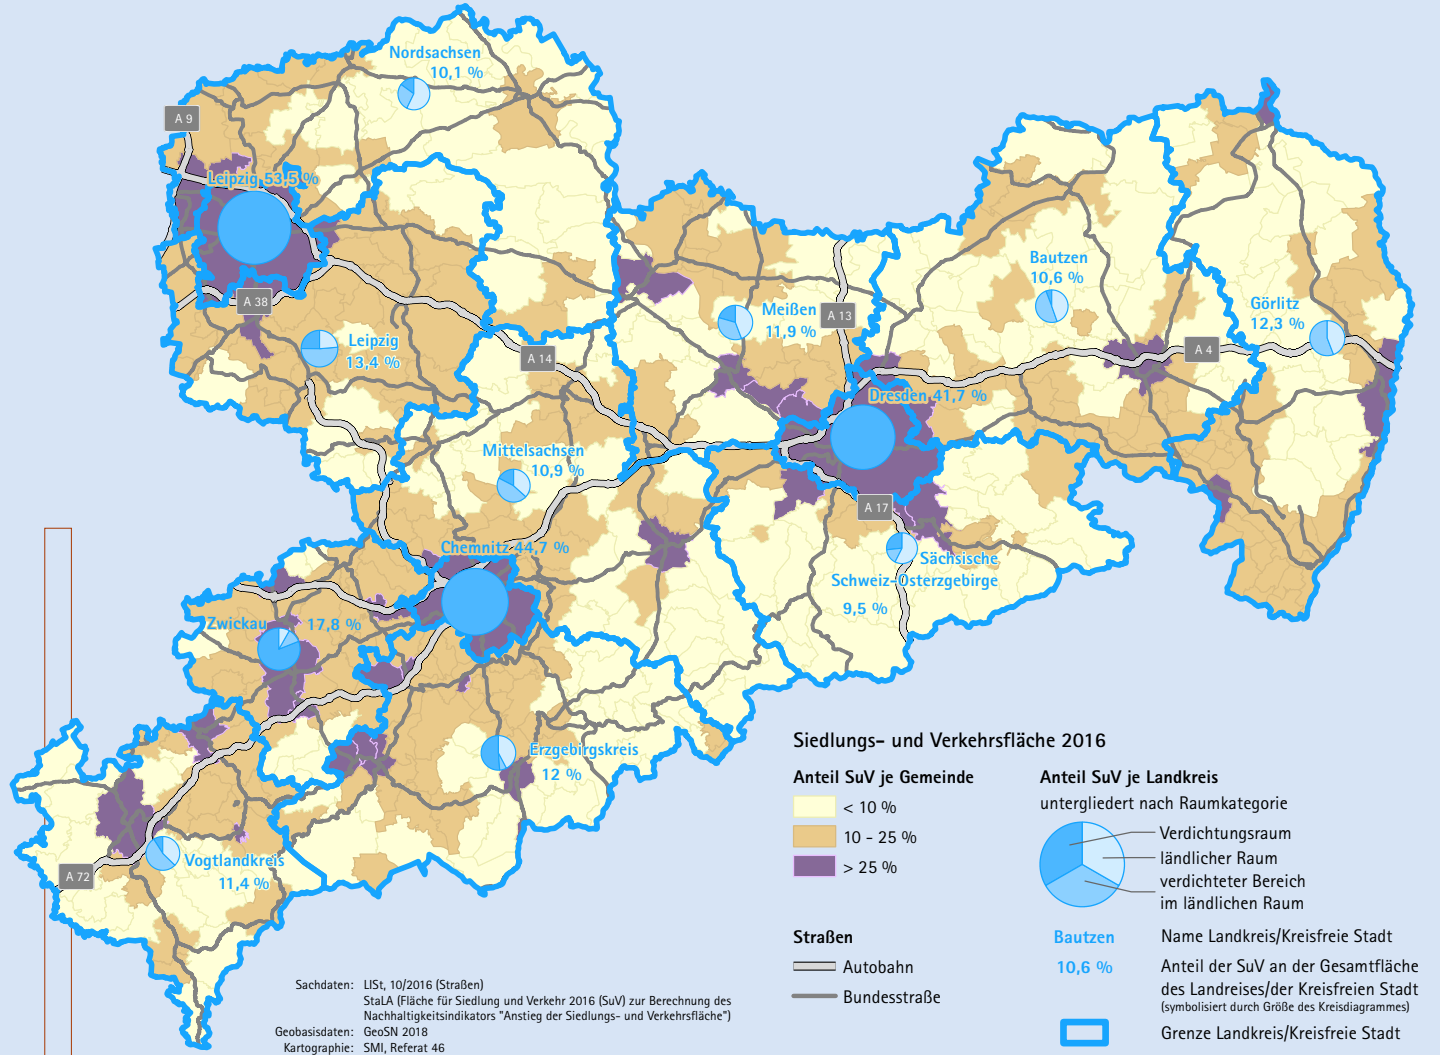 Nordsachsen
10,1 %
A 9
Leipzig 53,5 %
A 38
Leipzig
13,4 %
A 14
Meißen
11,9 %
A 13
Bautzen
10,6 %
Görlitz
12,3 %
A 4
Dresden 41,7 %
Mittelsachsen
10,9 %
A 17
Sächsische
Schweiz-Osterzgebirge
9,5 %
Chemnitz 44,7 %
Zwickau
17,8 %
Erzgebirgskreis
12 %
Vogtlandkreis
11,4 %
A 72
Siedlungs- und Verkehrsfläche 2016
Anteil SuV je Gemeinde
< 10 %
10 - 25 %
> 25 %
Straßen
Autobahn
Bundesstraße
Anteil SuV je Landkreis
untergliedert nach Raumkategorie
Verdichtungsraum
ländlicher Raum
verdichteter Bereich
im ländlichen Raum
Bautzen
Name Landkreis/Kreisfreie Stadt
10,6 %
Anteil der SuV an der Gesamtfläche
des Landreises/der Kreisfreien Stadt
(symbolisiert durch Größe des Kreisdiagrammes)
Grenze Landkreis/Kreisfreie Stadt
Sachdaten: LISt, 10/2016 (Straßen)
StaLA (Fläche für Siedlung und Verkehr 2016 (SuV) zur Berechnung des
Nachhaltigkeitsindikators "Anstieg der Siedlungs- und Verkehrsfläche")
Geobasisdaten: GeoSN 2018
Kartographie: SMI, Referat 46